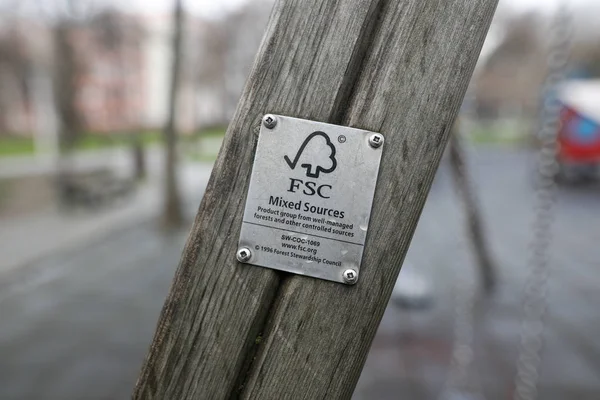 ©
FSC
Mixed Sources
Product group from well-managed
forests and other controlled sources
SW-COC-1069
www.fsc.org
© 1996 Forest Stewardship Council